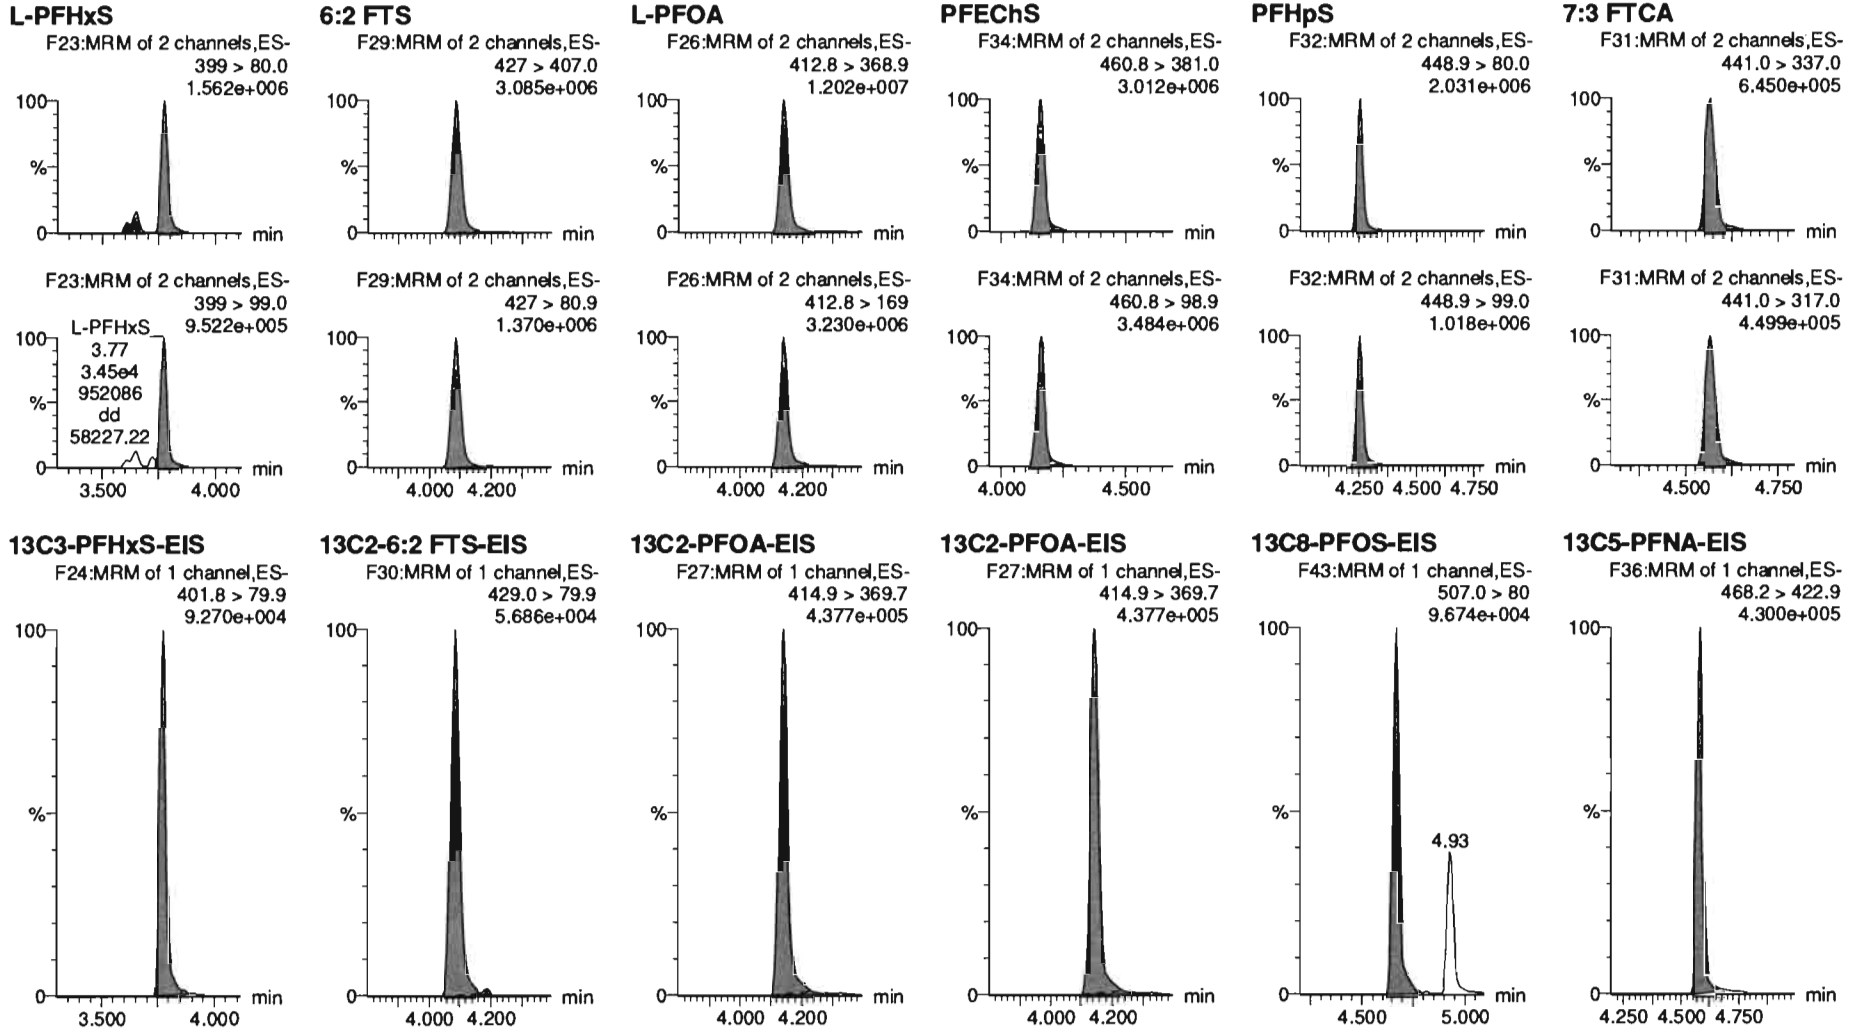 L-PFHxS
F23:MRM of 2 channels,ES-
399 > 80.0
1.562e+006
100
%
0
min
F23:MRM of 2 channels,ES-
399 > 99.0
9.522e+005
L-PFHxS
3.77
3.45e4
952086
dd
58227.22
100
%
0
min
3.500 4.000
6:2 FTS
F29:MRM of 2 channels,ES-
427 > 407.0
3.085e+006
100
%
0
min
F29:MRM of 2 channels,ES-
427 > 80.9
1.370e+006
100
%
0
min
4.000 4.200
L-PFOA
F26:MRM of 2 channels,ES-
412.8 > 368.9
1.202e+007
100
%
0
min
F26:MRM of 2 channels,ES-
412.8 > 169
3.230e+006
100
%
0
min
4.000 4.200
PFEChS
F34:MRM of 2 channels,ES-
460.8 > 381.0
3.012e+006
100
%
0
min
F34:MRM of 2 channels,ES-
460.8 > 98.9
3.484e+006
100
%
0
min
4.000 4.500
PFHpS
F32:MRM of 2 channels,ES-
448.9 > 80.0
2.031e+006
100
%
0
min
F32:MRM of 2 channels,ES-
448.9 > 99.0
1.018e+006
100
%
0
min
4.250 4.500 4.750
7:3 FTCA
F31:MRM of 2 channels,ES-
441.0 > 337.0
6.450e+005
100
%
0
min
F31:MRM of 2 channels,ES-
441.0 > 317.0
4.499e+005
100
%
0
min
4.500 4.750
13C3-PFHxS-EIS
F24:MRM of 1 channel,ES-
401.8 > 79.9
9.270e+004
100
%
0
min
3.500 4.000
13C2-6:2 FTS-EIS
F30:MRM of 1 channel,ES-
429.0 > 79.9
5.686e+004
100
%
0
min
4.000 4.200
13C2-PFOA-EIS
F27:MRM of 1 channel,ES-
414.9 > 369.7
4.377e+005
100
%
0
min
4.000 4.200
13C2-PFOA-EIS
F27:MRM of 1 channel,ES-
414.9 > 369.7
4.377e+005
100
%
0
min
4.000 4.200
13C8-PFOS-EIS
F43:MRM of 1 channel,ES-
507.0 > 80
9.674e+004
100
4.93
%
0
min
4.500 5.000
13C5-PFNA-EIS
F36:MRM of 1 channel,ES-
468.2 > 422.9
4.300e+005
100
%
0
min
4.250 4.500 4.750